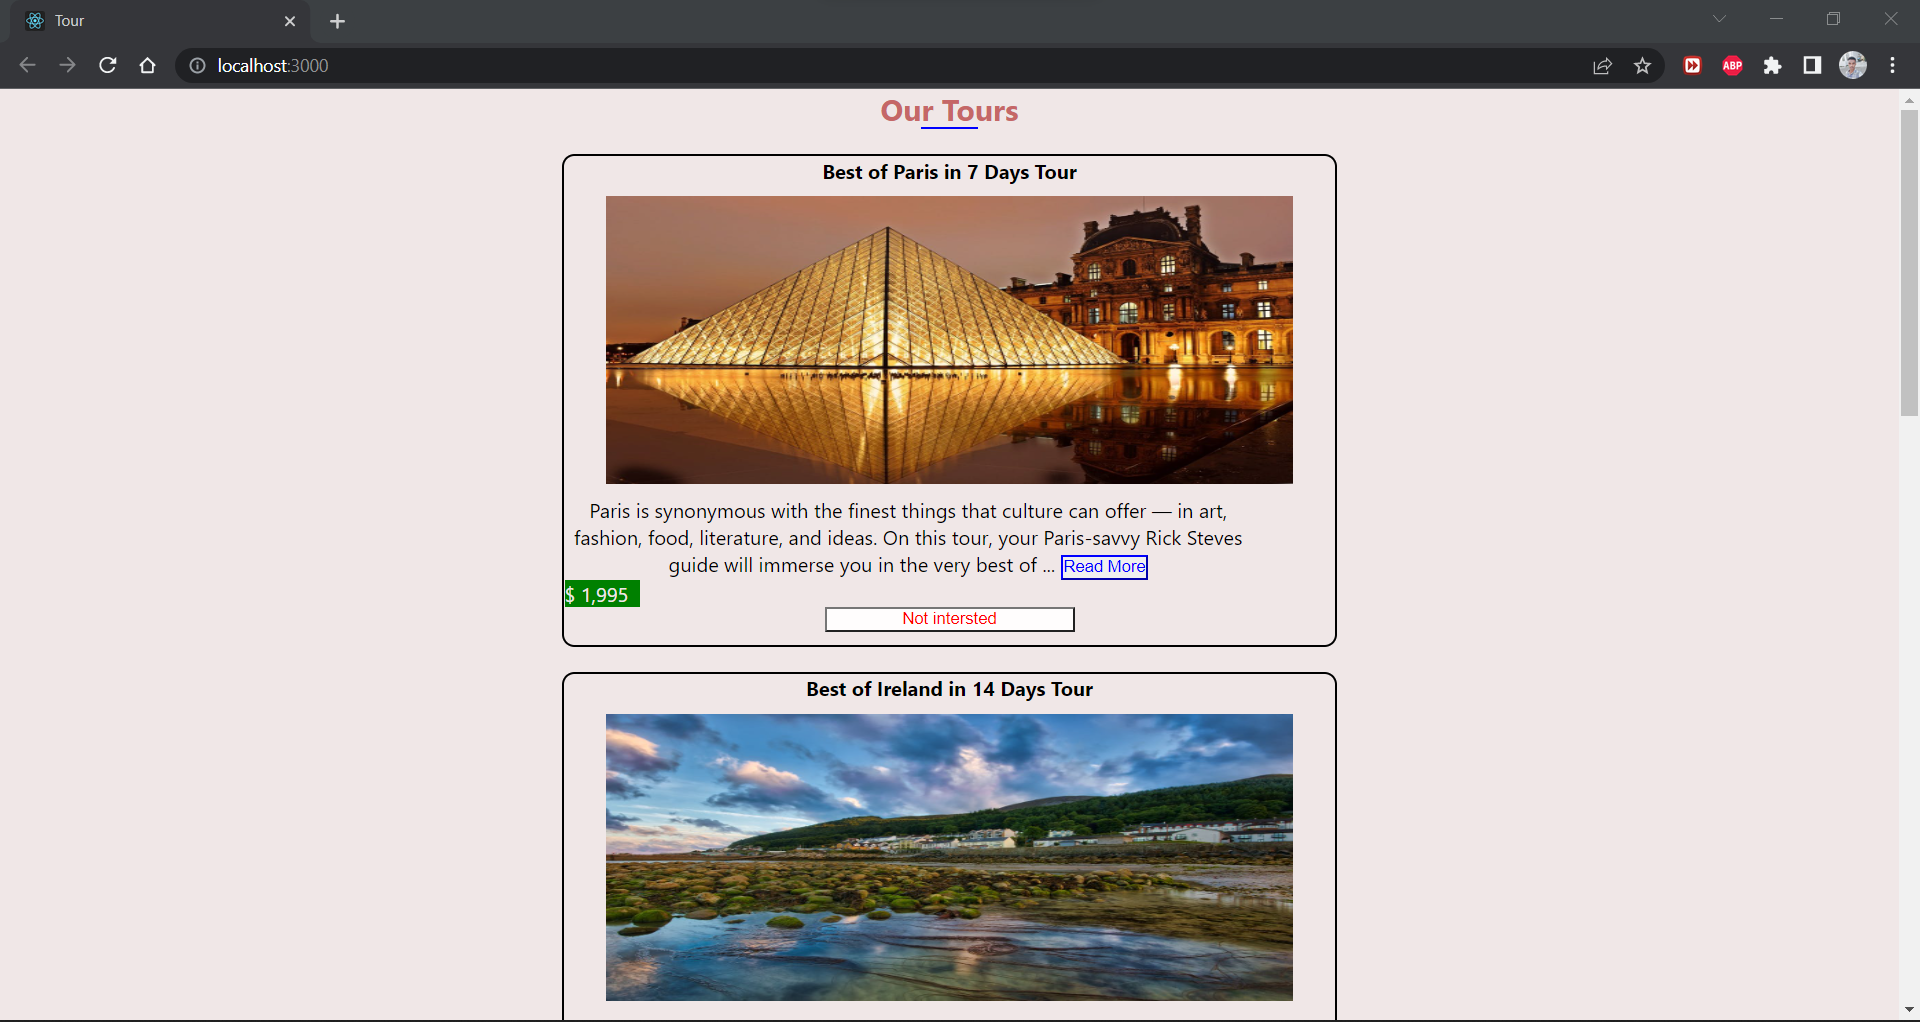 Tour
localhost:3000
ABP
Our Tours
Best of Paris in 7 Days Tour
Paris is synonymous with the finest things that culture can offer — in art,
fashion, food, literature, and ideas. On this tour, your Paris-savvy Rick Steves
guide will immerse you in the very best of ... Read More
$ 1,995
Not intersted
Best of Ireland in 14 Days Tour